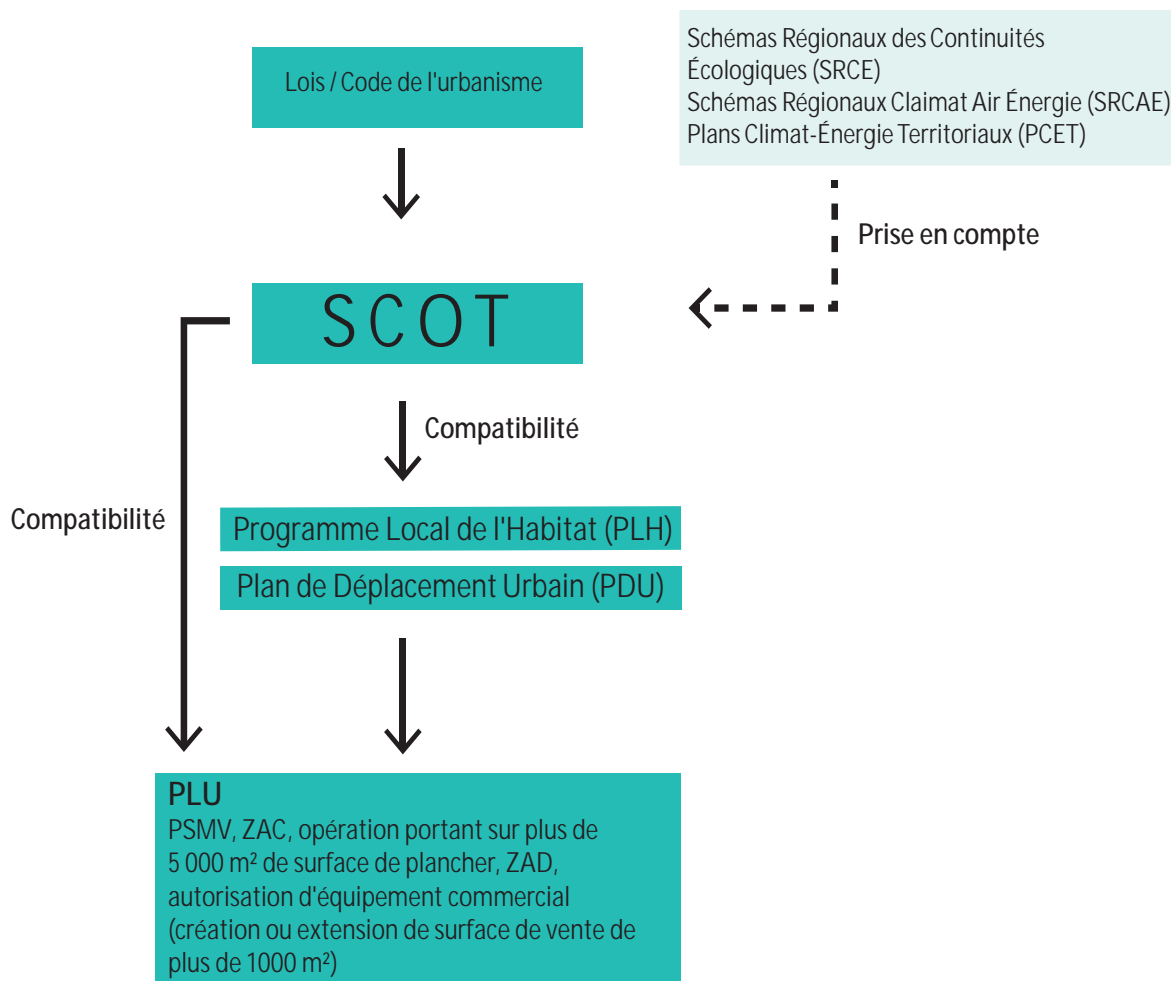 Lois / Code de l'urbanisme
Schémas Régionaux des Continuités
Écologiques (SRCE)
Schémas Régionaux Claimat Air Énergie (SRCAE)
Plans Climat-Énergie Territoriaux (PCET)
Prise en compte
SCOT
Compatibilité
Compatibilité
Programme Local de l'Habitat (PLH)
Plan de Déplacement Urbain (PDU)
PLU
PSMV, ZAC, opération portant sur plus de
5 000 m² de surface de plancher, ZAD,
autorisation d'équipement commercial
(création ou extension de surface de vente de
plus de 1000 m²)